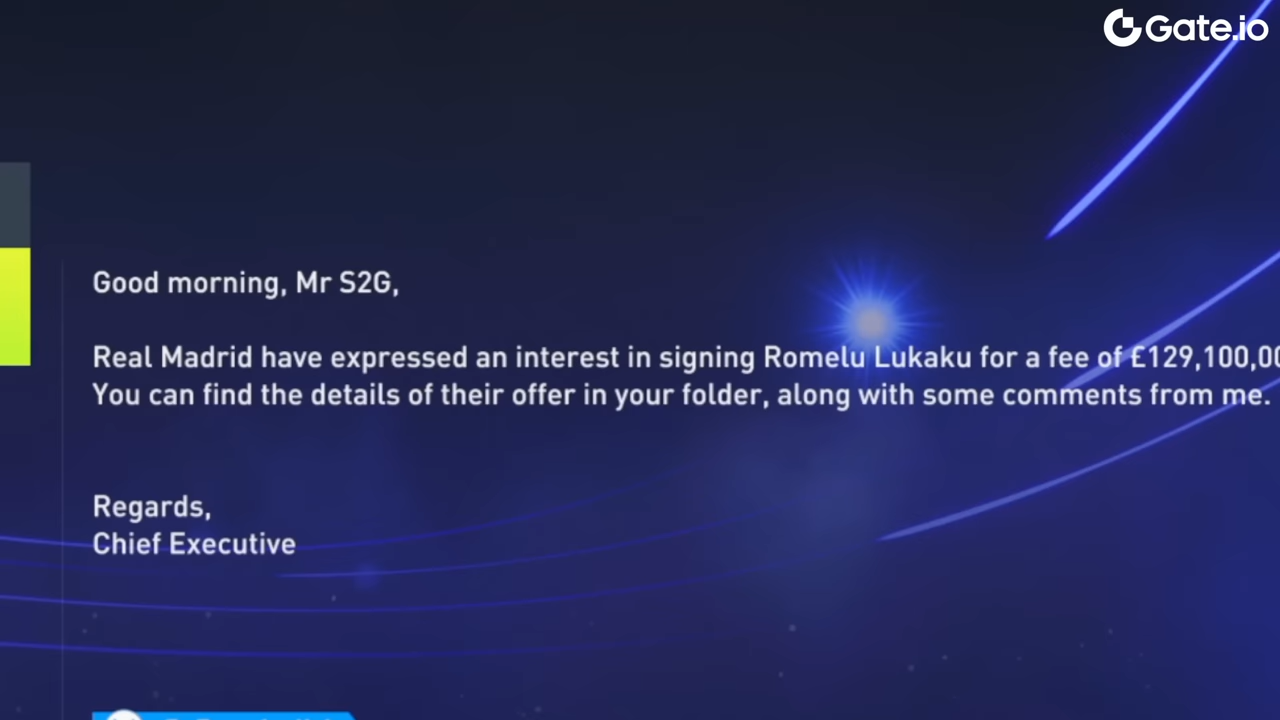 Gate.io
Good morning, Mr S2G,
Real Madrid have expressed an interest in signing Romelu Lukaku for a fee of £129,100,00
You can find the details of their offer in your folder, along with some comments from me.
Regards,
Chief Executive